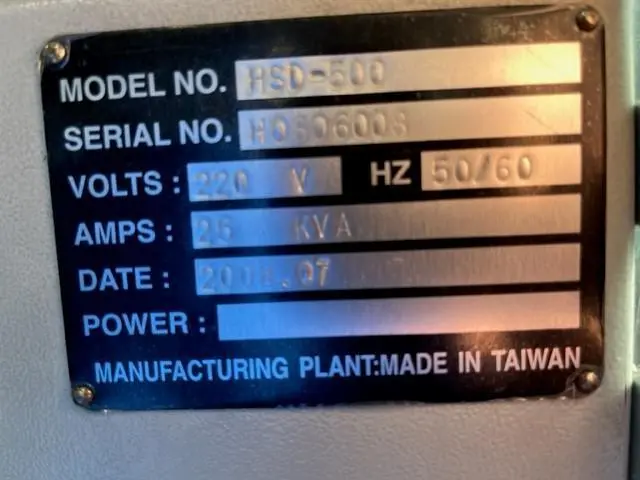 MODEL NO. HSD-500
SERIAL NO.
VOLTS: 220 V HZ 50/60
AMPS: 25 KVA
DATE:
POWER:
MANUFACTURING PLANT:MADE IN TAIWAN